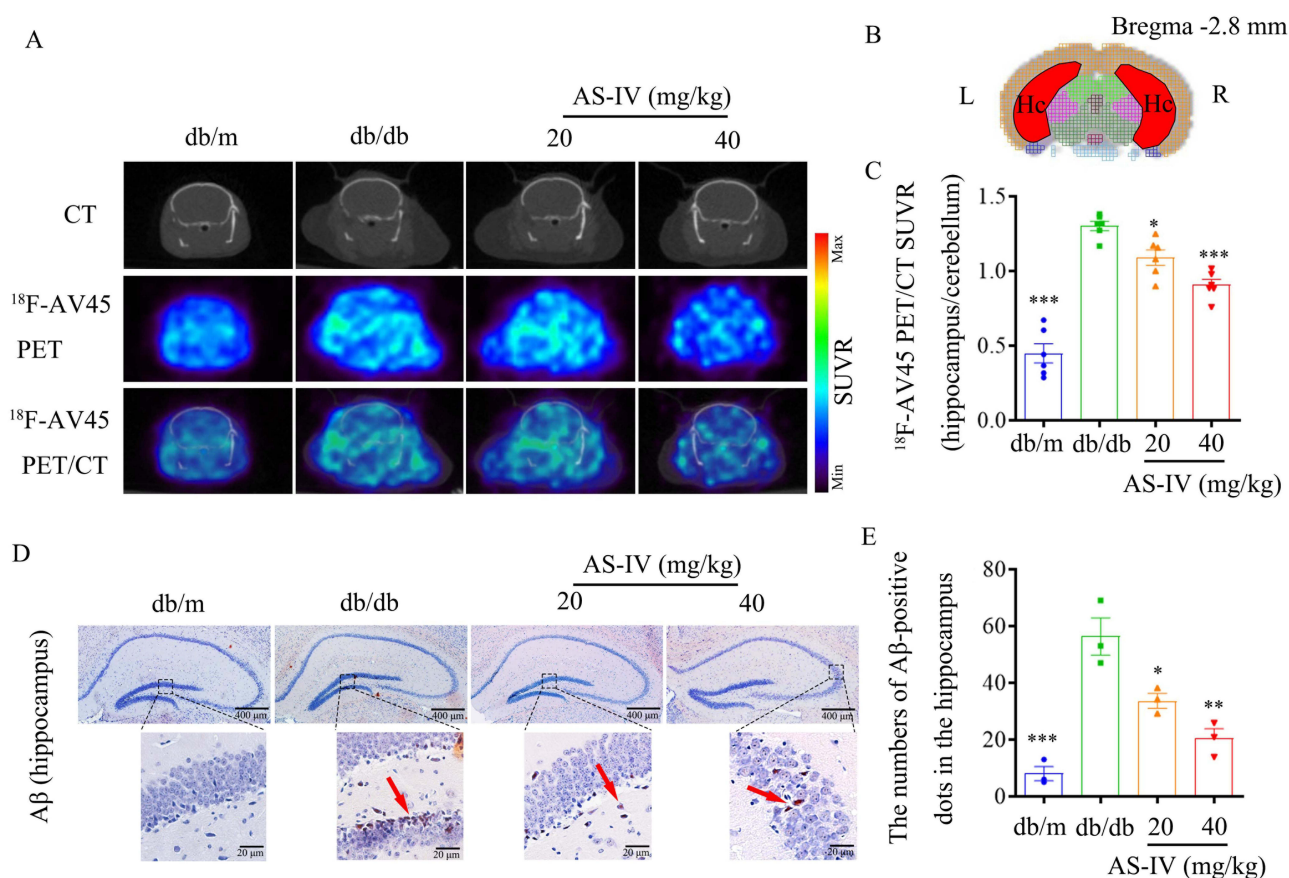 A
AS-IV (mg/kg)
db/m db/db 20 40
CT
¹⁸F-AV45
PET
¹⁸F-AV45
PET/CT
Max
SUVR
Min
B
Bregma -2.8 mm
L Hc Hc R
C
¹⁸F-AV45 PET/CT SUVR
(hippocampus/cerebellum)
1.5
1.0
0.5
0.0
***
*
***
db/m db/db 20 40
AS-IV (mg/kg)
D
AS-IV (mg/kg)
db/m db/db 20 40
Aβ (hippocampus)
400 μm 400 μm 400 μm 400 μm
20 μm 20 μm 20 μm 20 μm
E
The numbers of Aβ-positive
dots in the hippocampus
80
60
40
20
0
***
*
**
db/m db/db 20 40
AS-IV (mg/kg)